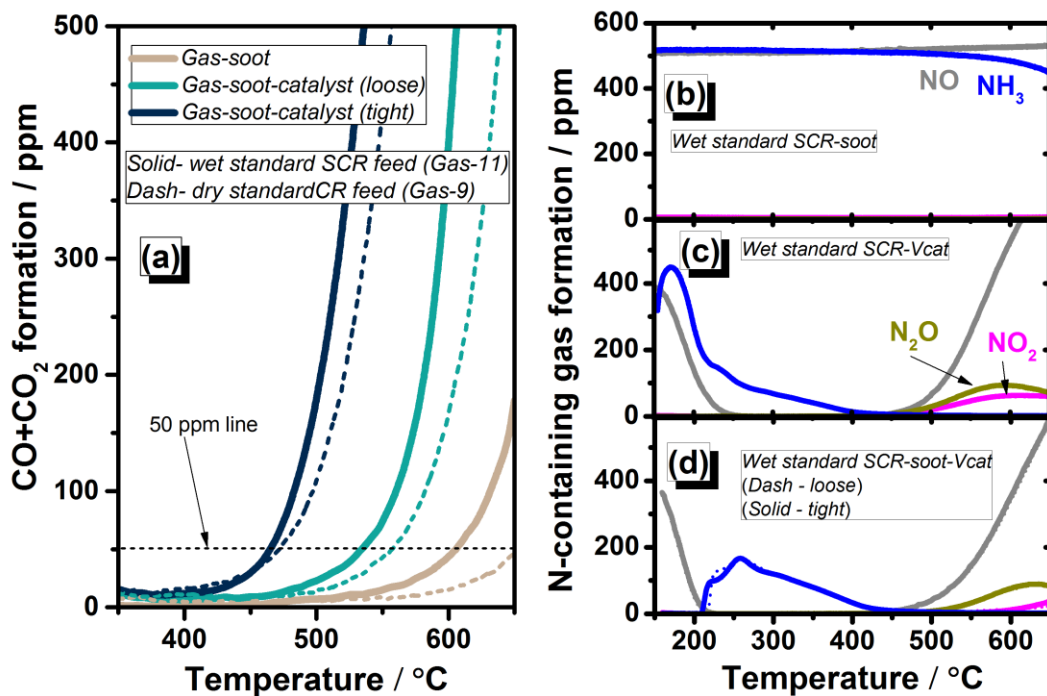 500
400
300
200
100
0
CO+CO₂ formation / ppm
Gas-soot
Gas-soot-catalyst (loose)
Gas-soot-catalyst (tight)
Solid- wet standard SCR feed (Gas-11)
Dash- dry standardCR feed (Gas-9)
(a)
50 ppm line
400
500
600
Temperature / °C
N-containing gas formation / ppm
600
400
200
0
(b)
NO
NH₃
Wet standard SCR-soot
400
200
0
(c)
Wet standard SCR-Vcat
N₂O
NO₂
400
200
0
(d)
Wet standard SCR-soot-Vcat
(Dash - loose)
(Solid - tight)
200
300
400
500
600
Temperature / °C